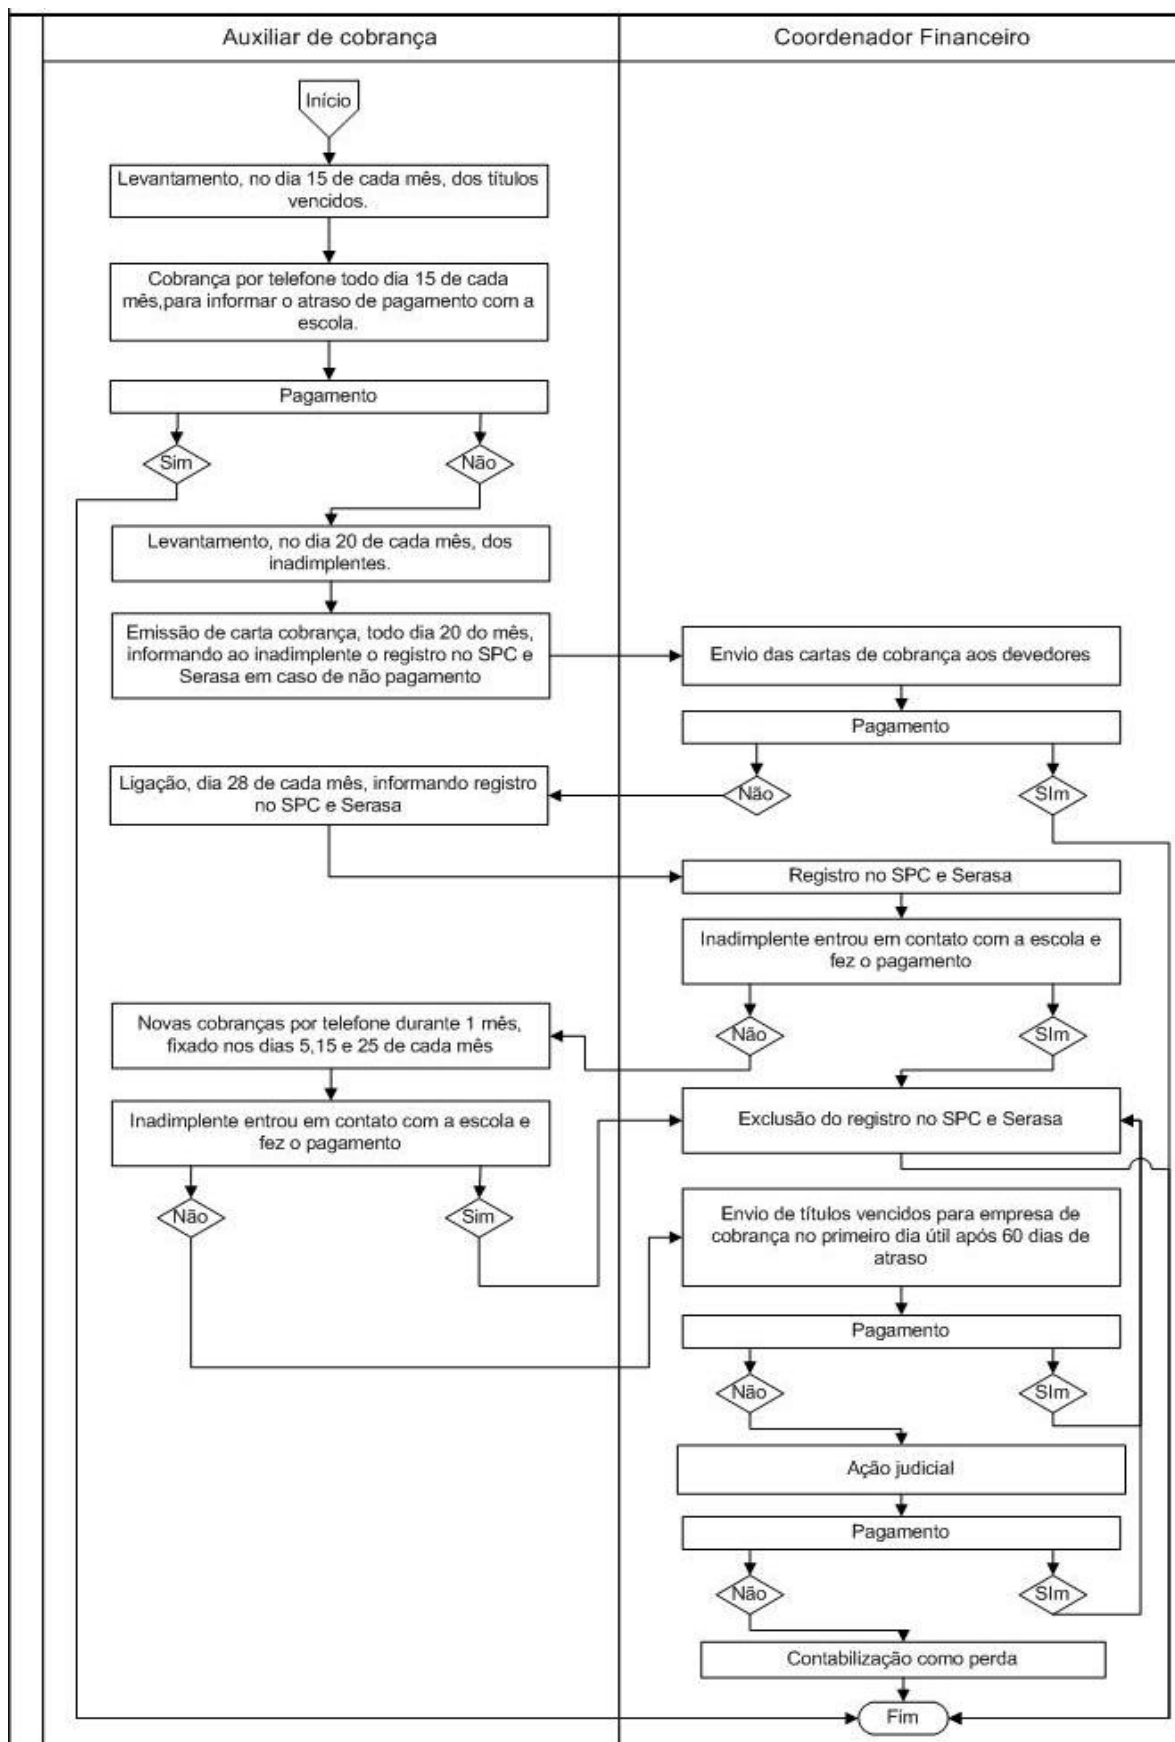 Auxiliar de cobrança
Coordenador Financeiro
Início
Levantamento, no dia 15 de cada mês, dos títulos
vencidos.
Cobrança por telefone todo dia 15 de cada
mês,para informar o atraso de pagamento com a
escola.
Pagamento
Sim
Não
Levantamento, no dia 20 de cada mês, dos
inadimplentes.
Emissão de carta cobrança, todo dia 20 do mês,
informando ao inadimplente o registro no SPC e
Serasa em caso de não pagamento
Envio das cartas de cobrança aos devedores
Pagamento
Não
SIm
Ligação, dia 28 de cada mês, informando registro
no SPC e Serasa
Registro no SPC e Serasa
Inadimplente entrou em contato com a escola e
fez o pagamento
Não
SIm
Novas cobranças por telefone durante 1 mês,
fixado nos dias 5,15 e 25 de cada mês
Inadimplente entrou em contato com a escola e
fez o pagamento
Não
Sim
Exclusão do registro no SPC e Serasa
Envio de títulos vencidos para empresa de
cobrança no primeiro dia útil após 60 dias de
atraso
Pagamento
Não
SIm
Ação judicial
Pagamento
Não
SIm
Contabilização como perda
Fim